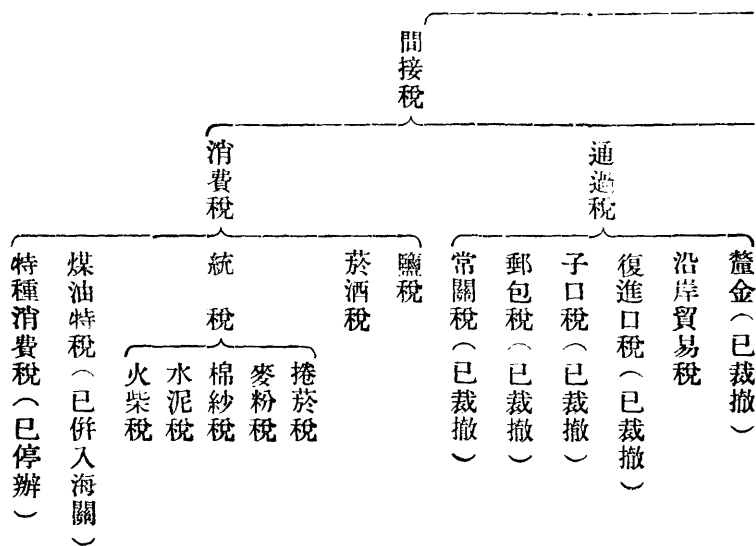 間接稅
通過稅
釐金（已裁撤）
沿岸貿易稅
復進口稅（已裁撤）
子口稅（已裁撤）
郵包稅（已裁撤）
常關稅（已裁撤）
消費稅
鹽稅
菸酒稅
統稅
捲菸稅
麥粉稅
棉紗稅
水泥稅
火柴稅
煤油特稅（已併入海關）
特種消費稅（已停辦）